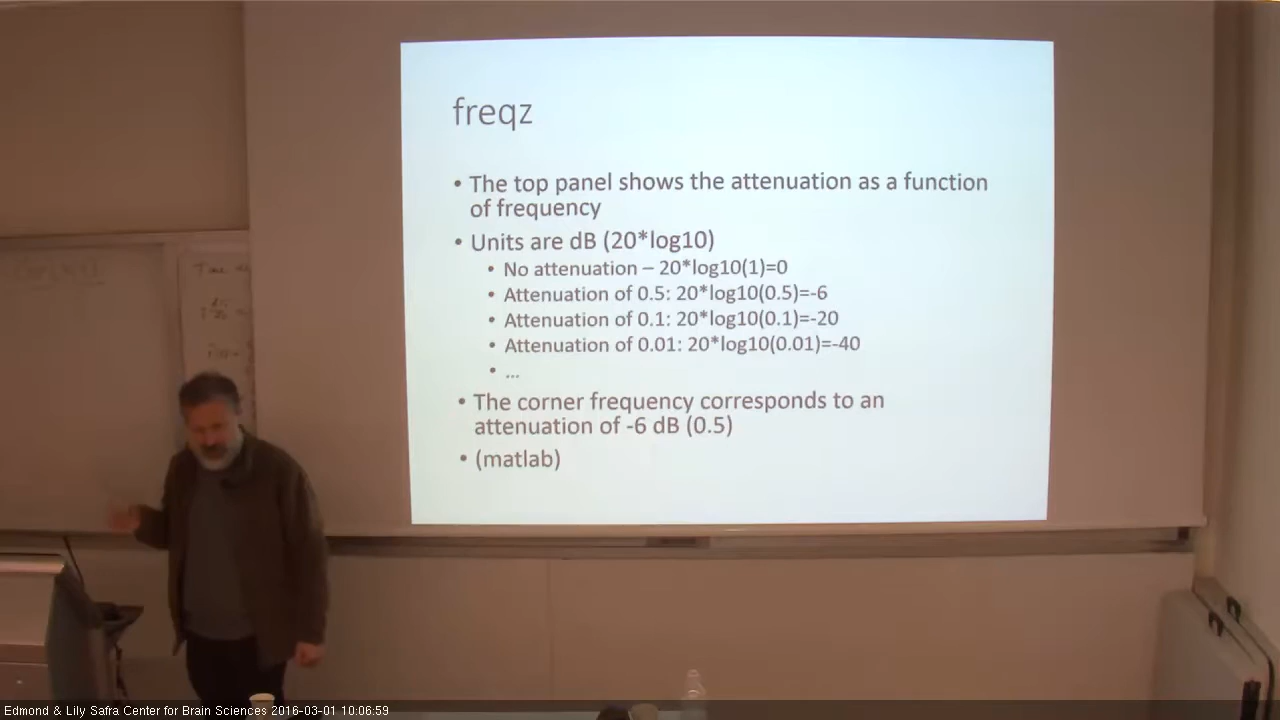 freqz
• The top panel shows the attenuation as a function
of frequency
• Units are dB (20*log10)
• No attenuation – 20*log10(1)=0
• Attenuation of 0.5: 20*log10(0.5)=-6
• Attenuation of 0.1: 20*log10(0.1)=-20
• Attenuation of 0.01: 20*log10(0.01)=-40
• ...
• The corner frequency corresponds to an
attenuation of -6 dB (0.5)
• (matlab)
Edmond & Lily Safra Center for Brain Sciences 2016-03-01 10:06:59